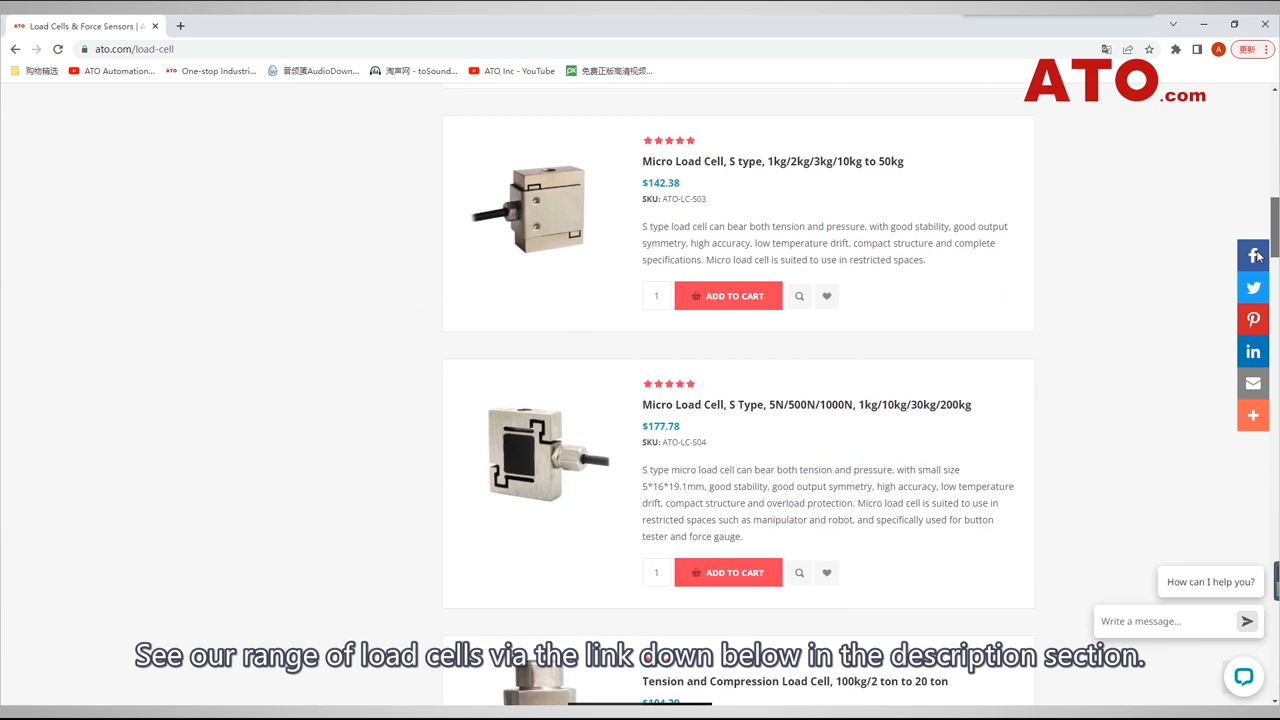 ATO Load Cells & Force Sensors | A
ato.com/load-cell
更新
购物精选 ATO Automation... ATO One-stop Industri... 音频蛋AudioDown... 淘声网 - toSound... ATO Inc - YouTube 免费正版高清视频...
ATO.com
Micro Load Cell, S type, 1kg/2kg/3kg/10kg to 50kg
$142.38
SKU: ATO-LC-S03
S type load cell can bear both tension and pressure, with good stability, good output
symmetry, high accuracy, low temperature drift, compact structure and complete
specifications. Micro load cell is suited to use in restricted spaces.
1 ADD TO CART
Micro Load Cell, S Type, 5N/500N/1000N, 1kg/10kg/30kg/200kg
$177.78
SKU: ATO-LC-S04
S type micro load cell can bear both tension and pressure, with small size
5*16*19.1mm, good stability, good output symmetry, high accuracy, low temperature
drift, compact structure and overload protection. Micro load cell is suited to use in
restricted spaces such as manipulator and robot, and specifically used for button
tester and force gauge.
1 ADD TO CART
How can I help you?
Write a message...
See our range of load cells via the link down below in the description section.
Tension and Compression Load Cell, 100kg/2 ton to 20 ton